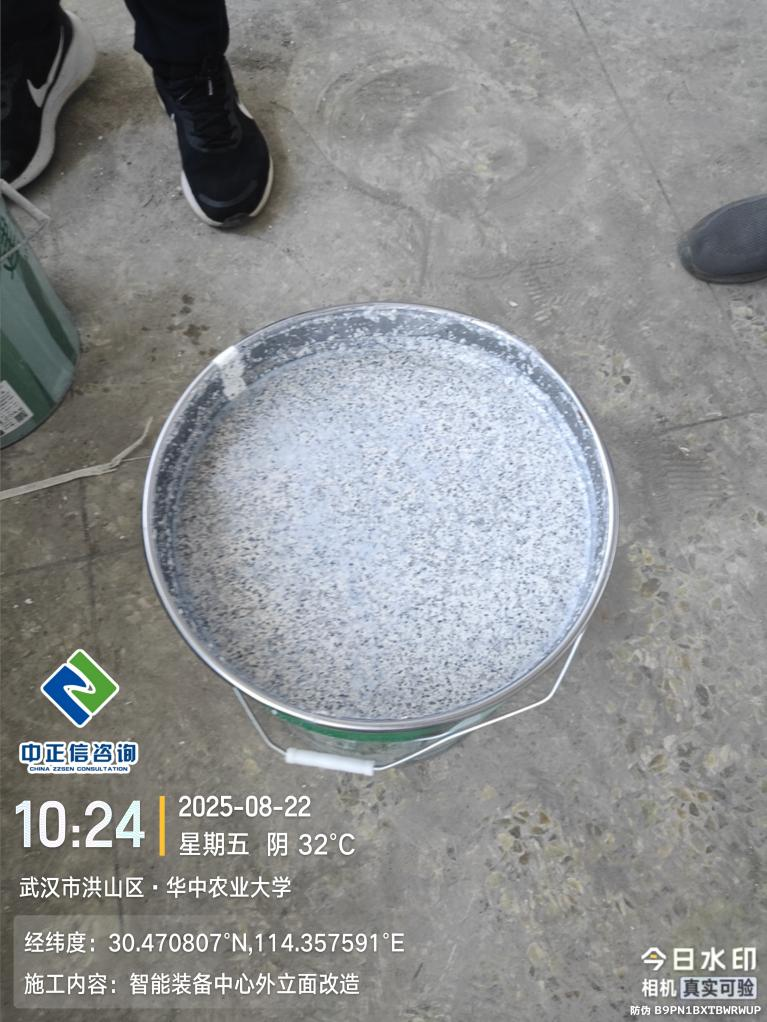 中正信咨询
CHINA ZZSEN CONSULTATION
10:24
2025-08-22
星期五 阴 32°C
武汉市洪山区·华中农业大学
经纬度：30.470807°N,114.357591°E
施工内容：智能装备中心外立面改造
今日水印
相机 真实可验
防伪 B9PN1BXTBWRWUP